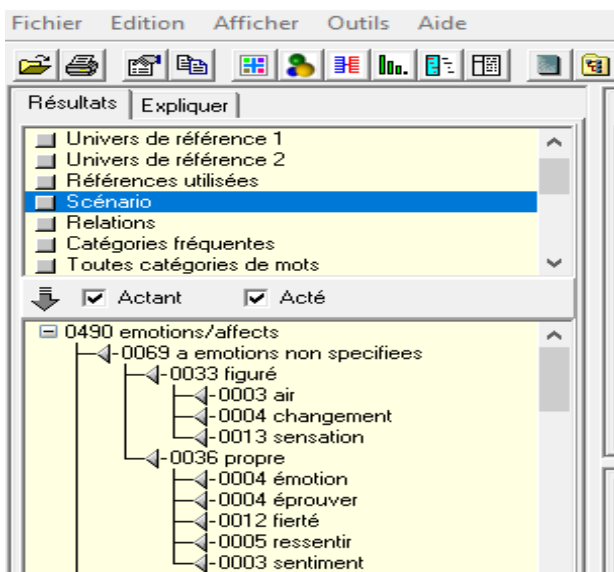 Fichier Edition Afficher Outils Aide
Résultats Expliquer
Univers de référence 1
Univers de référence 2
Références utilisées
Scénario
Relations
Catégories fréquentes
Toutes catégories de mots
Actant Acté
0490 emotions/affects
0069 a emotions non specifiees
0033 figuré
0003 air
0004 changement
0013 sensation
0036 propre
0004 émotion
0004 éprouver
0012 fierté
0005 ressentir
0003 sentiment